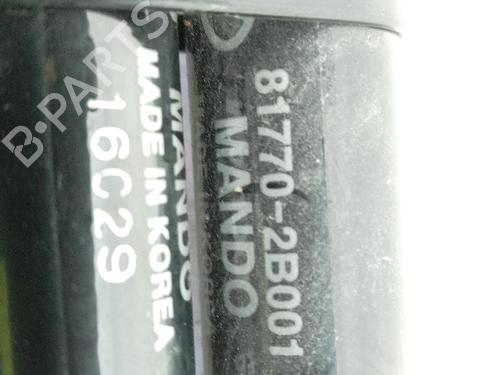 81770-2B001
MANDO
MANDO
MADE IN KOREA
16C29
B-PARTS